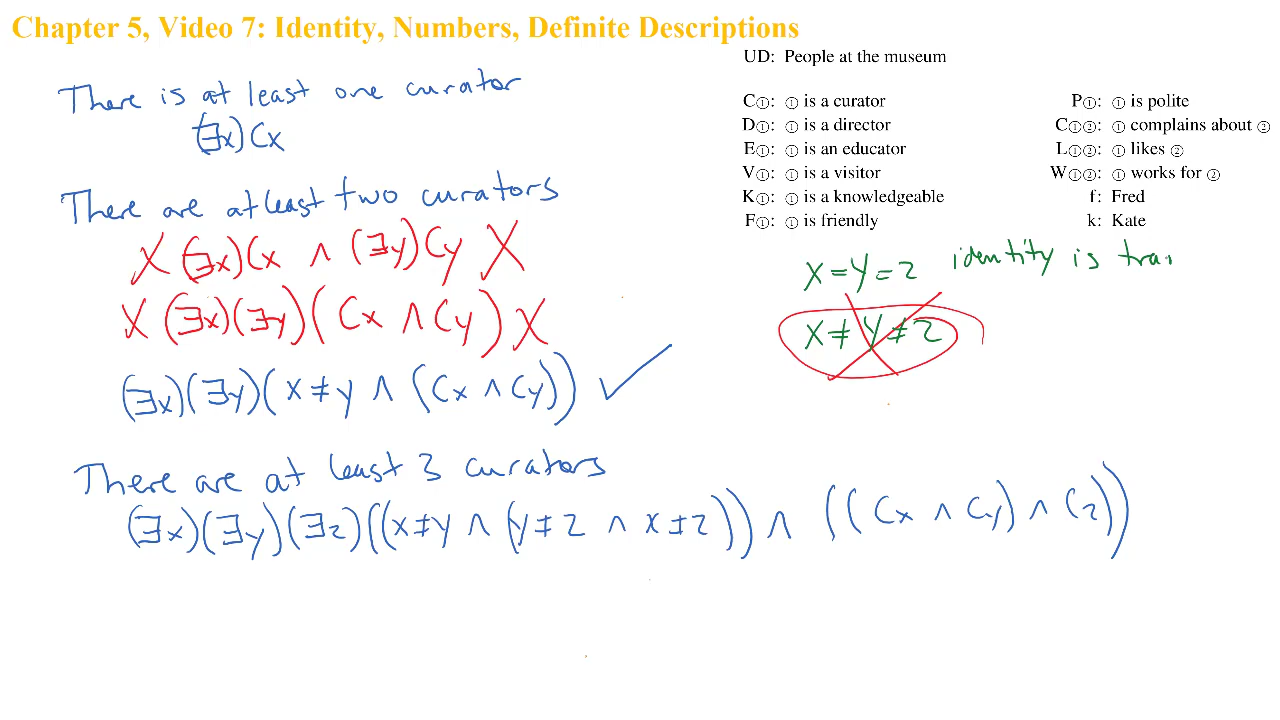 Chapter 5, Video 7: Identity, Numbers, Definite Descriptions
UD: People at the museum
C①: ① is a curator
D①: ① is a director
E①: ① is an educator
V①: ① is a visitor
K①: ① is a knowledgeable
F①: ① is friendly
P①: ① is polite
C①②: ① complains about ②
L①②: ① likes ②
W①②: ① works for ②
f: Fred
k: Kate
There is at least one curator
(∃x)Cx
There are at least two curators
X (∃x)Cx ∧ (∃y)Cy X
X (∃x)(∃y)(Cx ∧ Cy) X
(∃x)(∃y)(x≠y ∧ (Cx ∧ Cy)) ✓
There are at least 3 curators
(∃x)(∃y)(∃z)((x≠y ∧ (y≠z ∧ x≠z)) ∧ ((Cx ∧ Cy) ∧ Cz))
x=y=z identity is tra
x≠y≠z